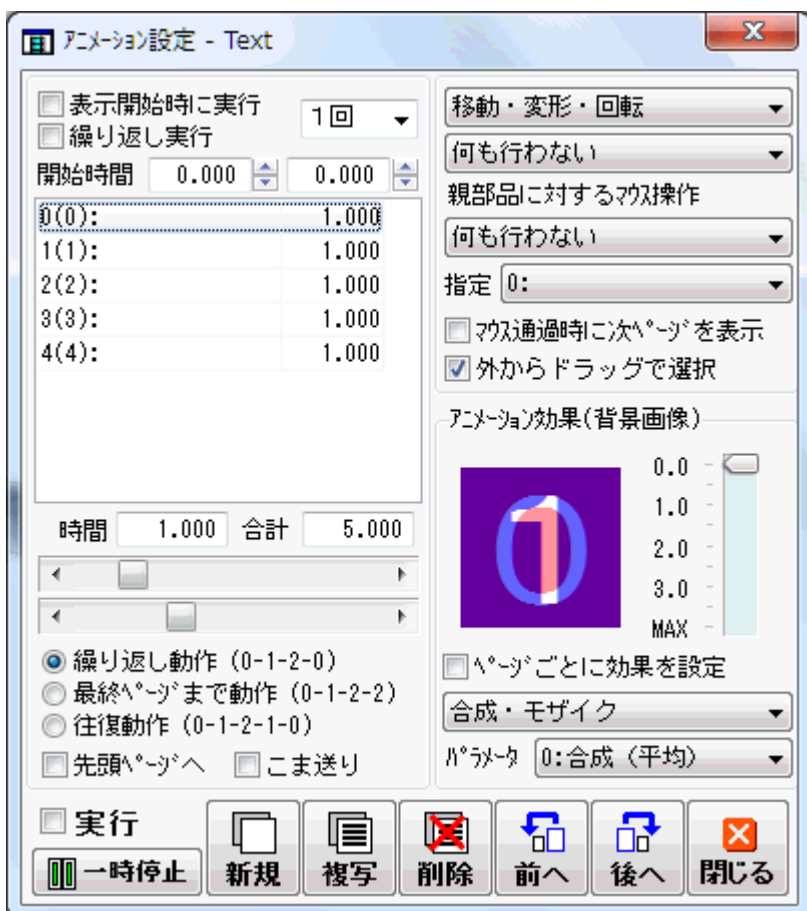 ｱﾆﾒｰｼｮﾝ設定 - Text
表示開始時に実行
1回
繰り返し実行
開始時間 0.000 0.000
0(0): 1.000
1(1): 1.000
2(2): 1.000
3(3): 1.000
4(4): 1.000
時間 1.000 合計 5.000
繰り返し動作 (0-1-2-0)
最終ﾍﾟｰｼﾞまで動作 (0-1-2-2)
往復動作 (0-1-2-1-0)
先頭ﾍﾟｰｼﾞへ こま送り
移動・変形・回転
何も行わない
親部品に対するﾏｳｽ操作
何も行わない
指定 0:
ﾏｳｽ通過時に次ﾍﾟｰｼﾞを表示
外からドラッグで選択
ｱﾆﾒｰｼｮﾝ効果(背景画像)
01
0.0
1.0
2.0
3.0
MAX
ﾍﾟｰｼﾞごとに効果を設定
合成・モザイク
ﾊﾟﾗﾒｰﾀ 0:合成（平均）
実行
一時停止
新規 複写 削除 前へ 後へ 閉じる